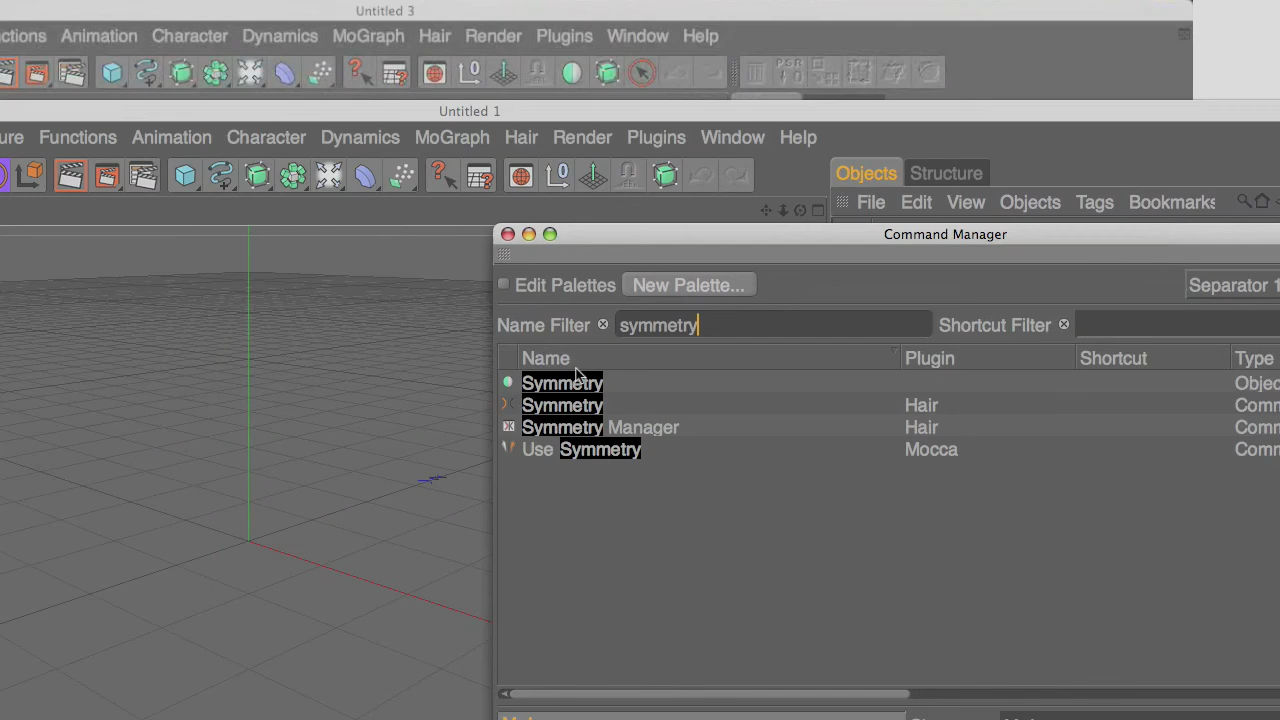 Untitled 3
ctions Animation Character Dynamics MoGraph Hair Render Plugins Window Help
Untitled 1
ure Functions Animation Character Dynamics MoGraph Hair Render Plugins Window Help
Objects Structure
File Edit View Objects Tags Bookmarks
Command Manager
Edit Palettes New Palette... Separator 1
Name Filter symmetry Shortcut Filter
Name Plugin Shortcut Type
Symmetry Objec
Symmetry Hair Comm
Symmetry Manager Hair Comm
Use Symmetry Mocca Comm